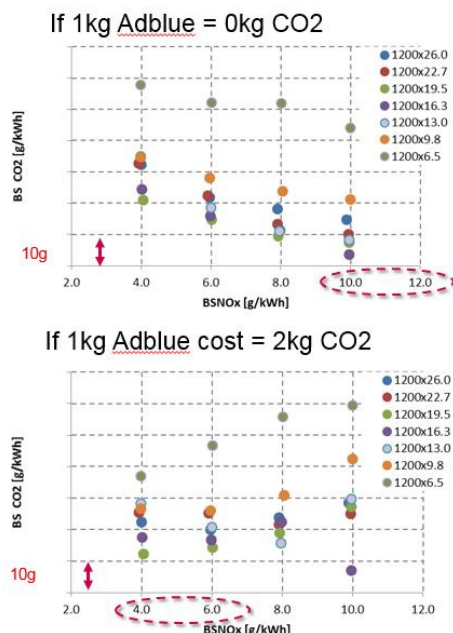 If 1kg Adblue = 0kg CO2
1200x26.0
1200x22.7
1200x19.5
1200x16.3
1200x13.0
1200x9.8
1200x6.5
BS CO2 [g/kWh]
10g
2.0 4.0 6.0 8.0 10.0 12.0
BSNOx [g/kWh]
If 1kg Adblue cost = 2kg CO2
1200x26.0
1200x22.7
1200x19.5
1200x16.3
1200x13.0
1200x9.8
1200x6.5
BS CO2 [g/kWh]
10g
2.0 4.0 6.0 8.0 10.0 12.0
BSNOx [g/kWh]